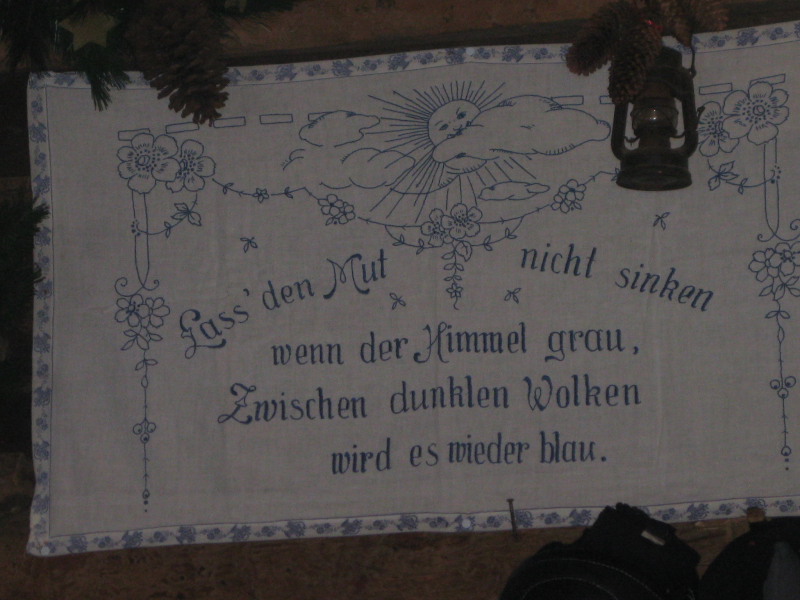 Lass' den Mut nicht sinken
wenn der Himmel grau,
Zwischen dunklen Wolken
wird es wieder blau.